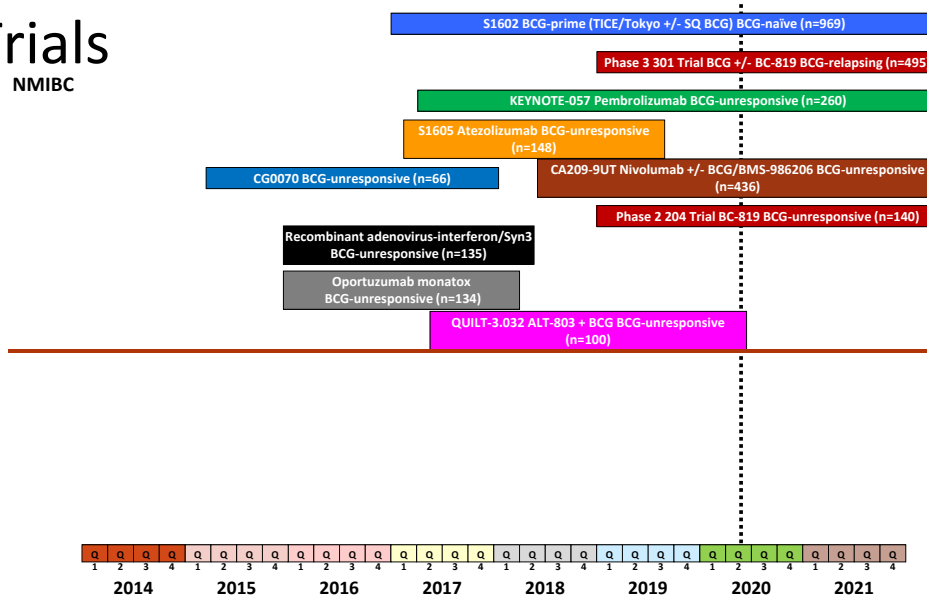 Trials
NMIBC
S1602 BCG-prime (TICE/Tokyo +/- SQ BCG) BCG-naïve (n=969)
Phase 3 301 Trial BCG +/- BC-819 BCG-relapsing (n=495
KEYNOTE-057 Pembrolizumab BCG-unresponsive (n=260)
S1605 Atezolizumab BCG-unresponsive
(n=148)
CG0070 BCG-unresponsive (n=66)
CA209-9UT Nivolumab +/- BCG/BMS-986206 BCG-unresponsive
(n=436)
Phase 2 204 Trial BC-819 BCG-unresponsive (n=140)
Recombinant adenovirus-interferon/Syn3
BCG-unresponsive (n=135)
Oportuzumab monatox
BCG-unresponsive (n=134)
QUILT-3.032 ALT-803 + BCG BCG-unresponsive
(n=100)
Q Q Q Q Q Q Q Q Q Q Q Q Q Q Q Q Q Q Q Q Q Q Q Q Q Q Q Q Q Q Q Q
1 2 3 4 1 2 3 4 1 2 3 4 1 2 3 4 1 2 3 4 1 2 3 4 1 2 3 4 1 2 3 4
2014 2015 2016 2017 2018 2019 2020 2021